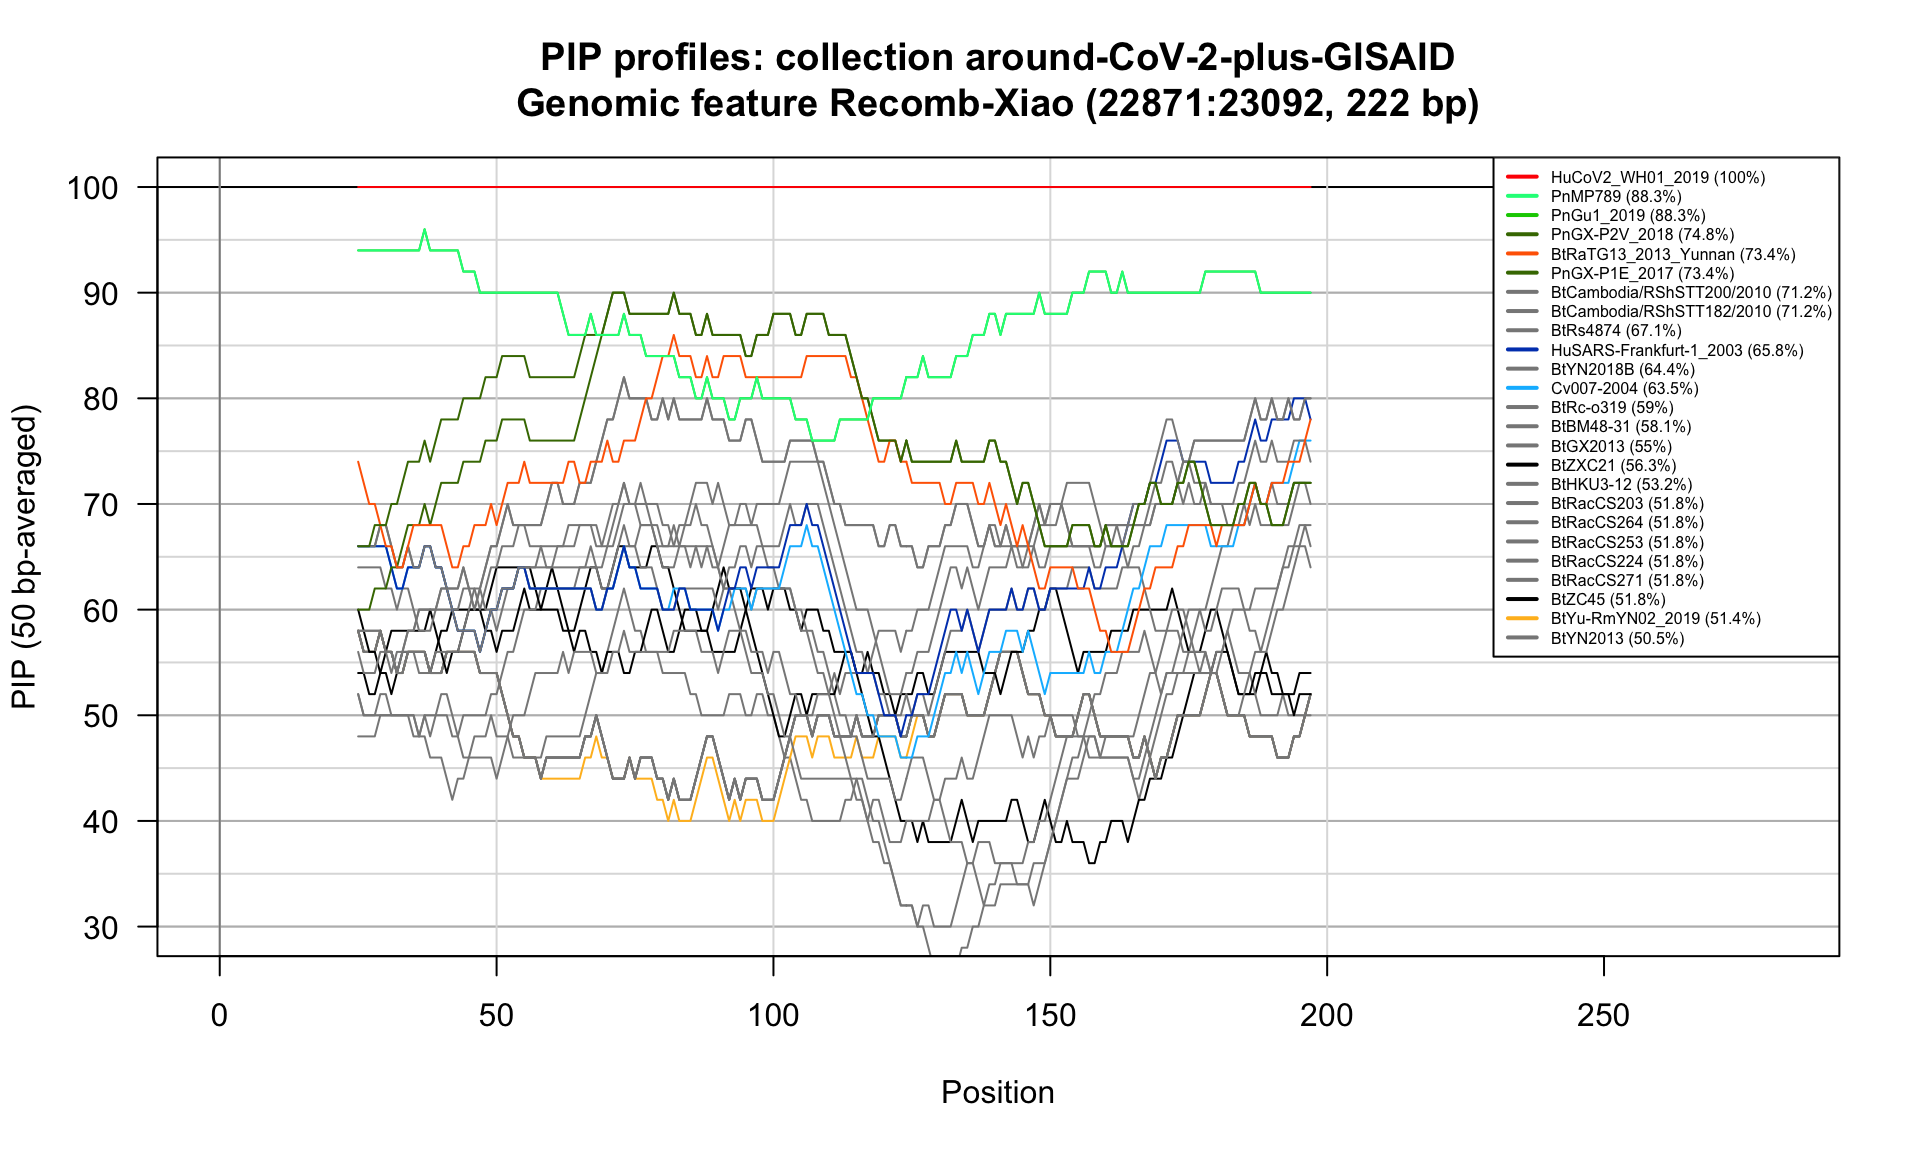 PIP profiles: collection around-CoV-2-plus-GISAID
Genomic feature Recomb-Xiao (22871:23092, 222 bp)
PIP (50 bp-averaged)
100
90
80
70
60
50
40
30
0
50
100
150
200
250
Position
HuCoV2_WH01_2019 (100%)
PnMP789 (88.3%)
PnGu1_2019 (88.3%)
PnGX-P2V_2018 (74.8%)
BtRaTG13_2013_Yunnan (73.4%)
PnGX-P1E_2017 (73.4%)
BtCambodia/RShSTT200/2010 (71.2%)
BtCambodia/RShSTT182/2010 (71.2%)
BtRs4874 (67.1%)
HuSARS-Frankfurt-1_2003 (65.8%)
BtYN2018B (64.4%)
Cv007-2004 (63.5%)
BtRc-o319 (59%)
BtBM48-31 (58.1%)
BtGX2013 (55%)
BtZXC21 (56.3%)
BtHKU3-12 (53.2%)
BtRacCS203 (51.8%)
BtRacCS264 (51.8%)
BtRacCS253 (51.8%)
BtRacCS224 (51.8%)
BtRacCS271 (51.8%)
BtZC45 (51.8%)
BtYu-RmYN02_2019 (51.4%)
BtYN2013 (50.5%)